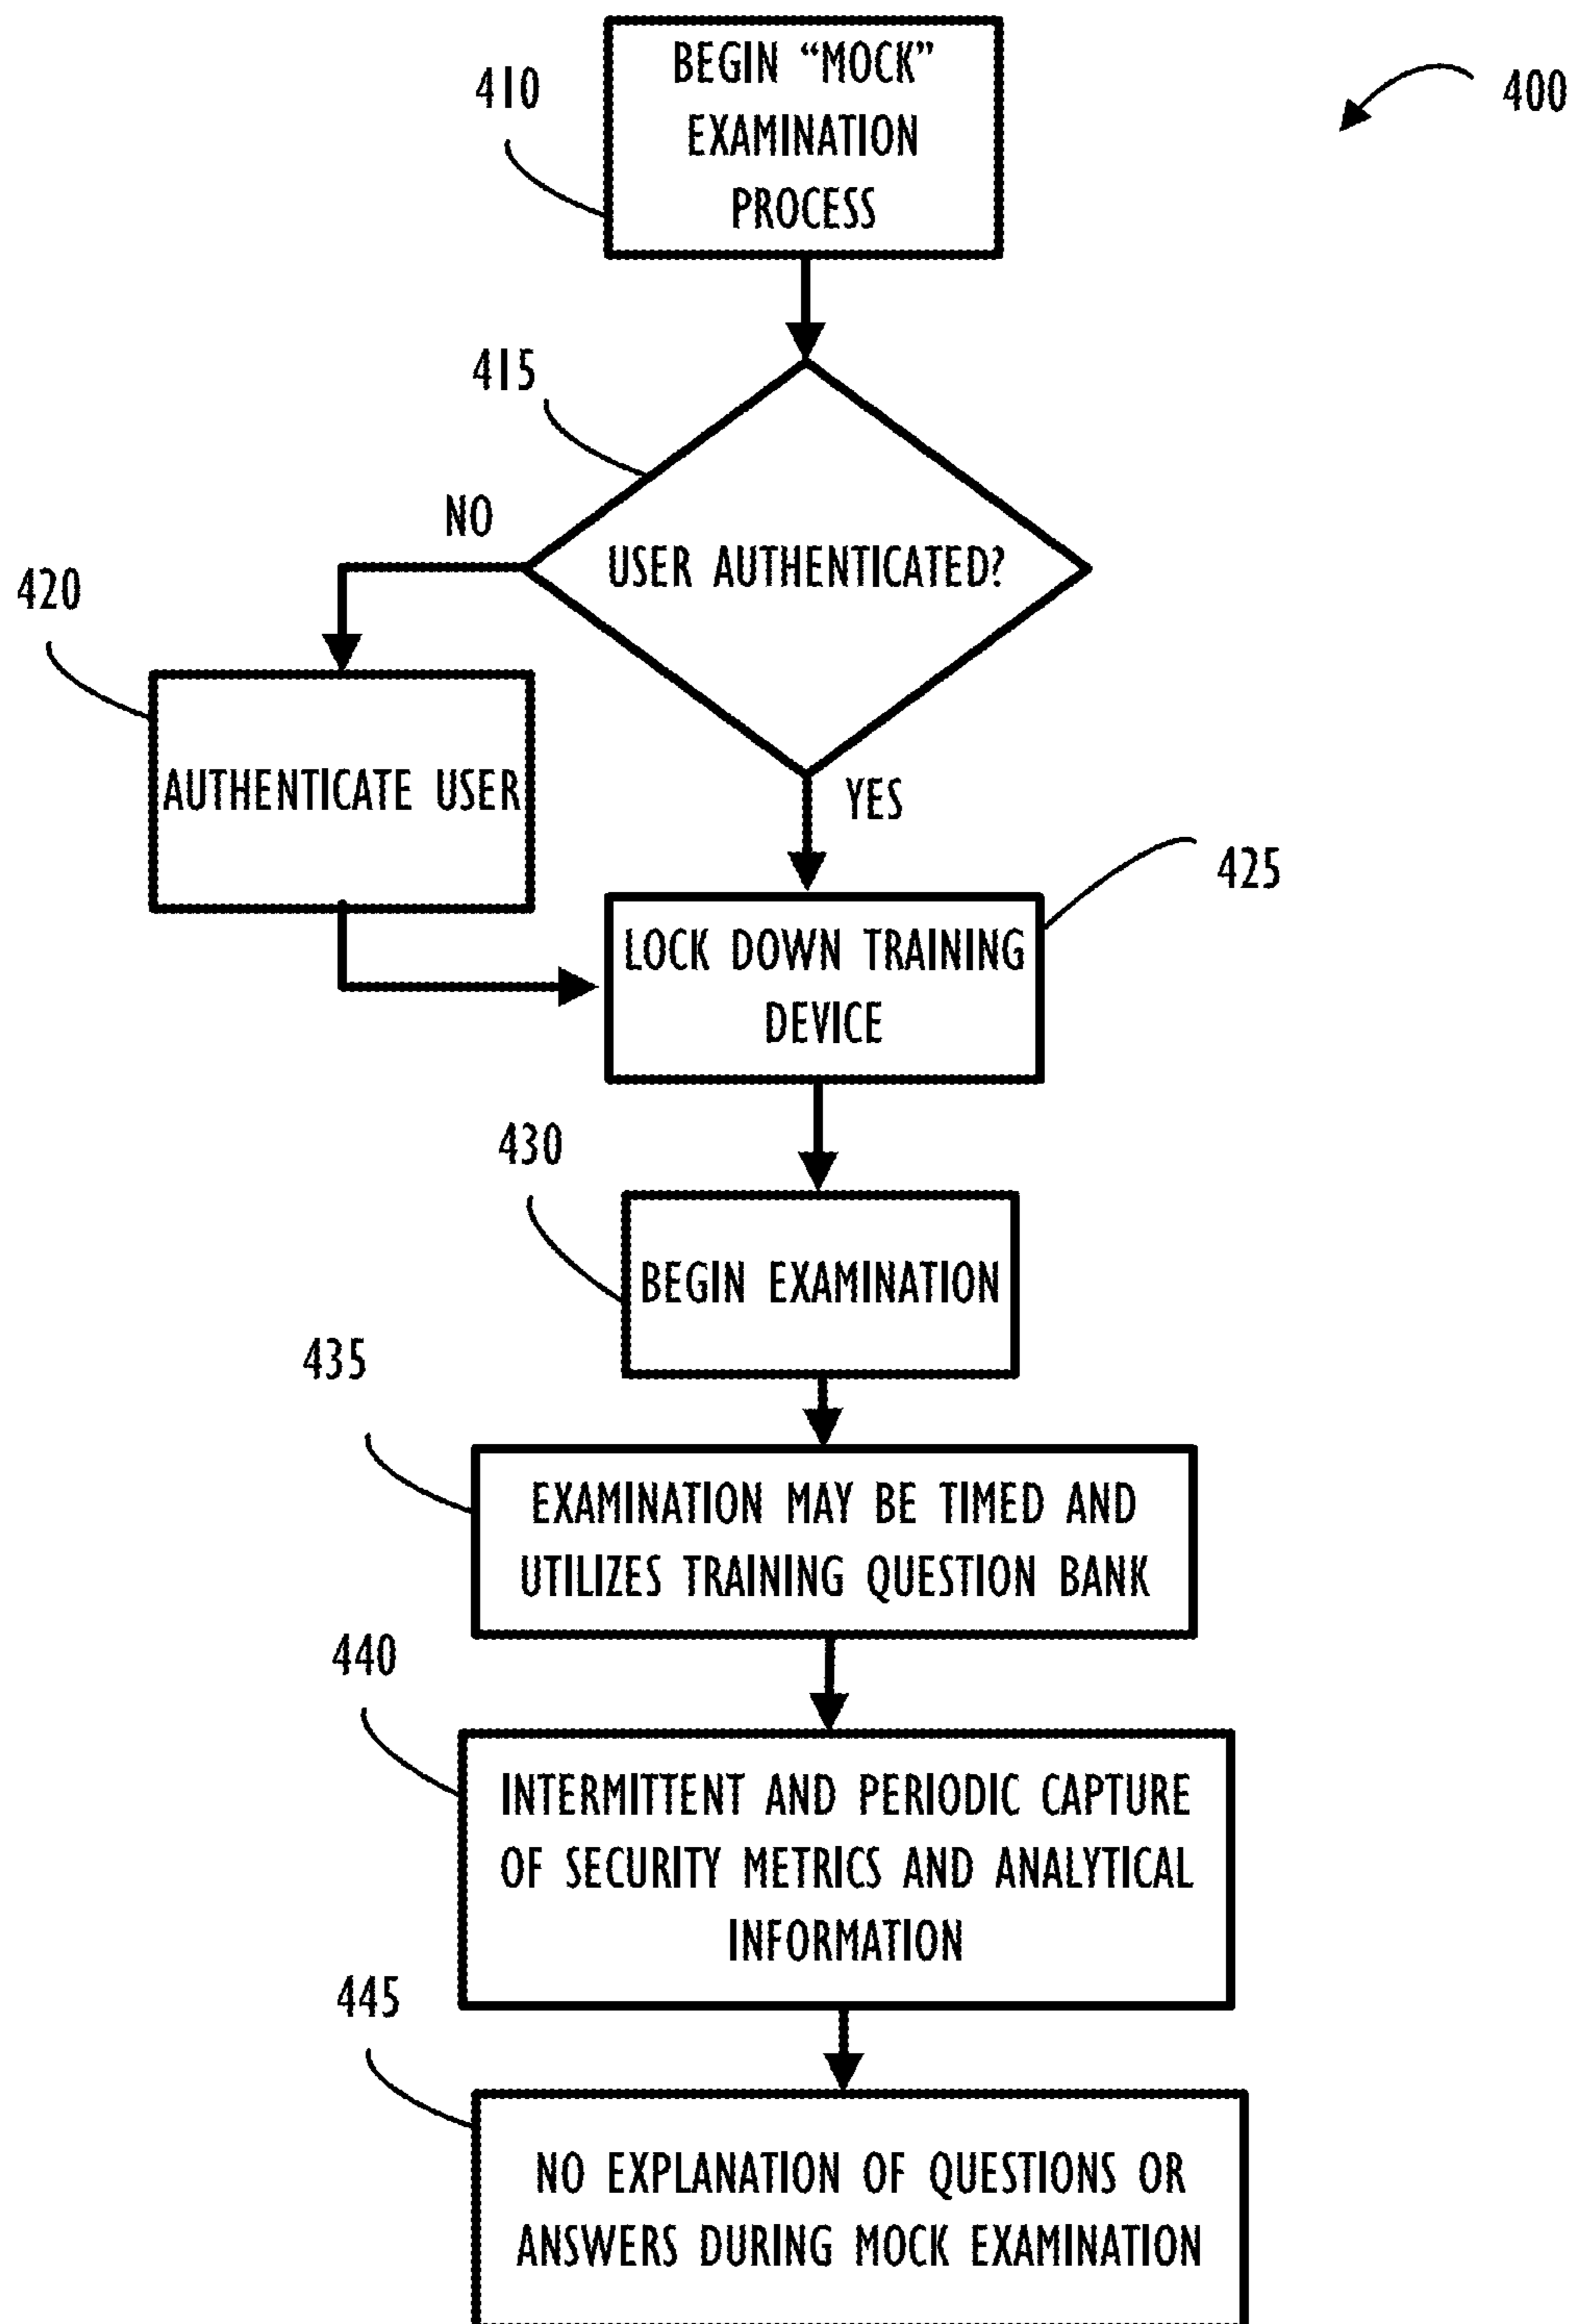 BEGIN “MOCK”
EXAMINATION
PROCESS
410
400
415
NO
USER AUTHENTICATED?
420
AUTHENTICATE USER
YES
425
LOCK DOWN TRAINING
DEVICE
430
BEGIN EXAMINATION
435
EXAMINATION MAY BE TIMED AND
UTILIZES TRAINING QUESTION BANK
440
INTERMITTENT AND PERIODIC CAPTURE
OF SECURITY METRICS AND ANALYTICAL
INFORMATION
445
NO EXPLANATION OF QUESTIONS OR
ANSWERS DURING MOCK EXAMINATION